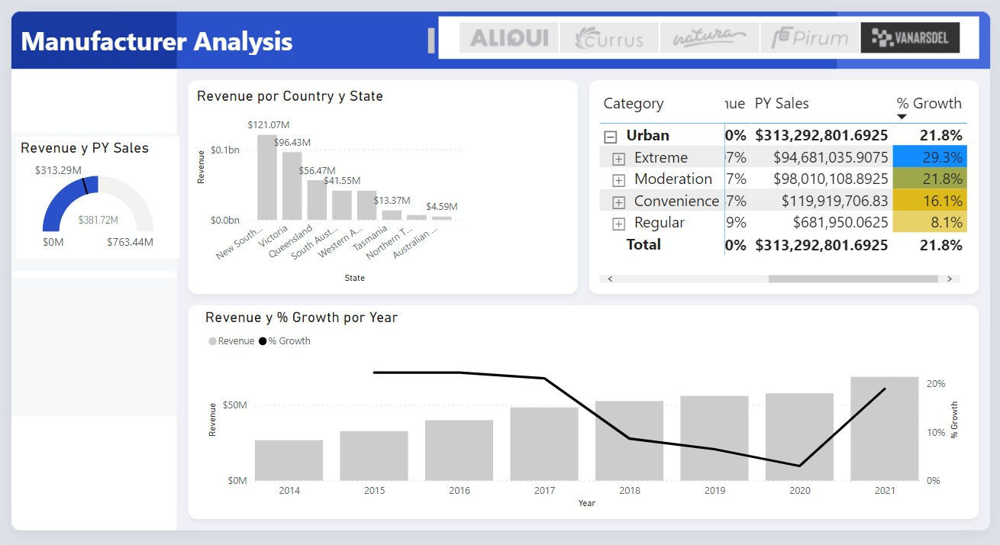 Manufacturer Analysis
ALIQUI
Currus
natura
Pirum
VANARSDEL
Revenue y PY Sales
$313.29M
$381.72M
$0M
$763.44M
Revenue por Country y State
$121.07M
$96.43M
$56.47M
$41.55M
$13.37M
$4.59M
$0.1bn
$0.0bn
Revenue
New South...
Victoria
Queensland
South Aust...
Western A...
Tasmania
Northern T...
Australian ...
State
Category nue PY Sales % Growth
Urban 0% $313,292,801.6925 21.8%
Extreme 7% $94,681,035.9075 29.3%
Moderation 7% $98,010,108.8925 21.8%
Convenience 7% $119,919,706.83 16.1%
Regular 9% $681,950.0625 8.1%
Total 0% $313,292,801.6925 21.8%
Revenue y % Growth por Year
Revenue % Growth
$50M
$0M
Revenue
20%
10%
0%
% Growth
2014 2015 2016 2017 2018 2019 2020 2021
Year